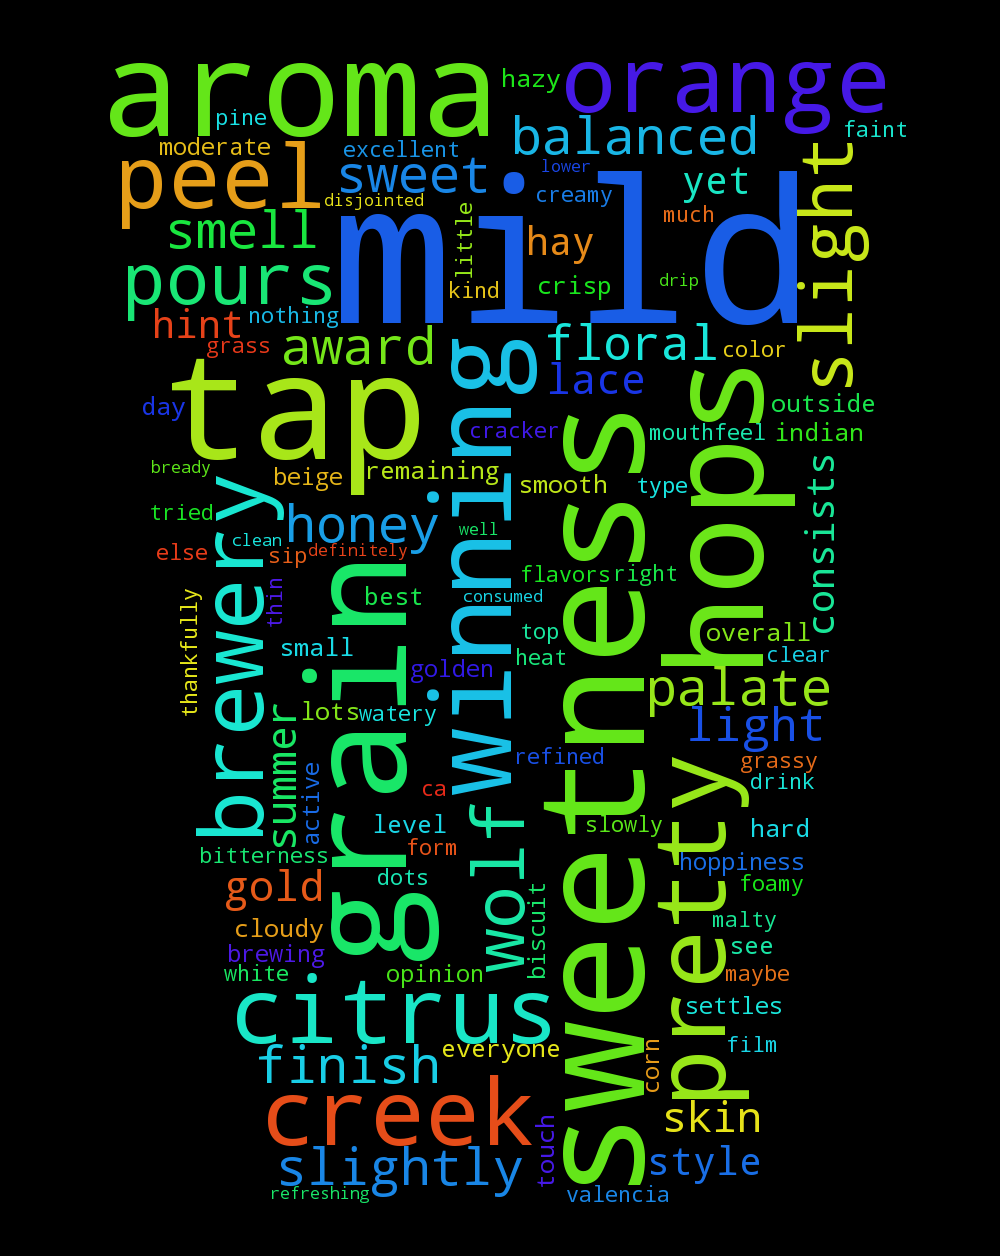 aroma
hazy
orange
pine
balanced
faint
moderate
excellent
lower
peel
sweet
disjointed
creamy
yet
much
slight
smell
little
hay
pours
mild
kind
crisp
drip
hint
nothing
grass
award
floral
color
tap
lace
day
outside
cracker
mouthfeel
indian
bready
beige
remaining
smooth
type
winning
hops
consists
tried
honey
well
else
clean
sip
definitely
brewery
flavors
right
thin
best
consumed
thankfully
top
overall
small
heat
clear
golden
grain
sweetness
palate
lots
watery
light
summer
refined
grassy
active
ca
drink
level
wolf
slowly
hard
bitterness
form
hoppiness
gold
dots
foamy
biscuit
pretty
cloudy
malty
brewing
see
white
opinion
maybe
citrus
settles
everyone
film
finish
corn
creek
skin
touch
slightly
style
refreshing
valencia